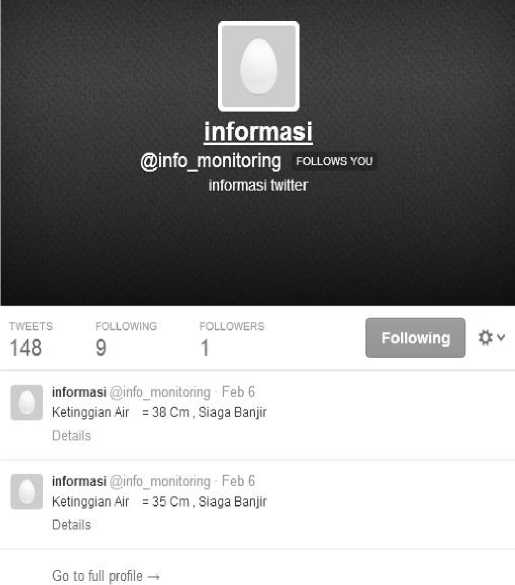 informasi
@info_monitoring FOLLOWS YOU
informasi twitter
TWEETS FOLLOWING FOLLOWERS
148 9 1 Following
informasi @info_monitoring · Feb 6
Ketinggian Air = 38 Cm , Siaga Banjir
Details
informasi @info_monitoring · Feb 6
Ketinggian Air = 35 Cm , Siaga Banjir
Details
Go to full profile →